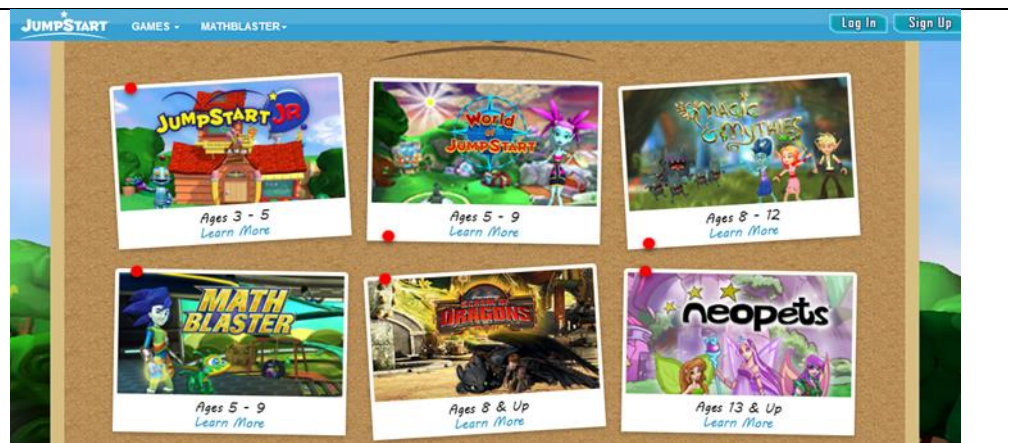 JUMPSTART GAMES MATHBLASTER Log In Sign Up
JUMPSTART JR
Ages 3 - 5
Learn More
World of JUMPSTART
Ages 5 - 9
Learn More
MAGIC & MYTHIES
Ages 8 - 12
Learn More
MATH BLASTER
Ages 5 - 9
Learn More
SCHOOL OF DRAGONS
Ages 8 & Up
Learn More
neopets
Ages 13 & Up
Learn More